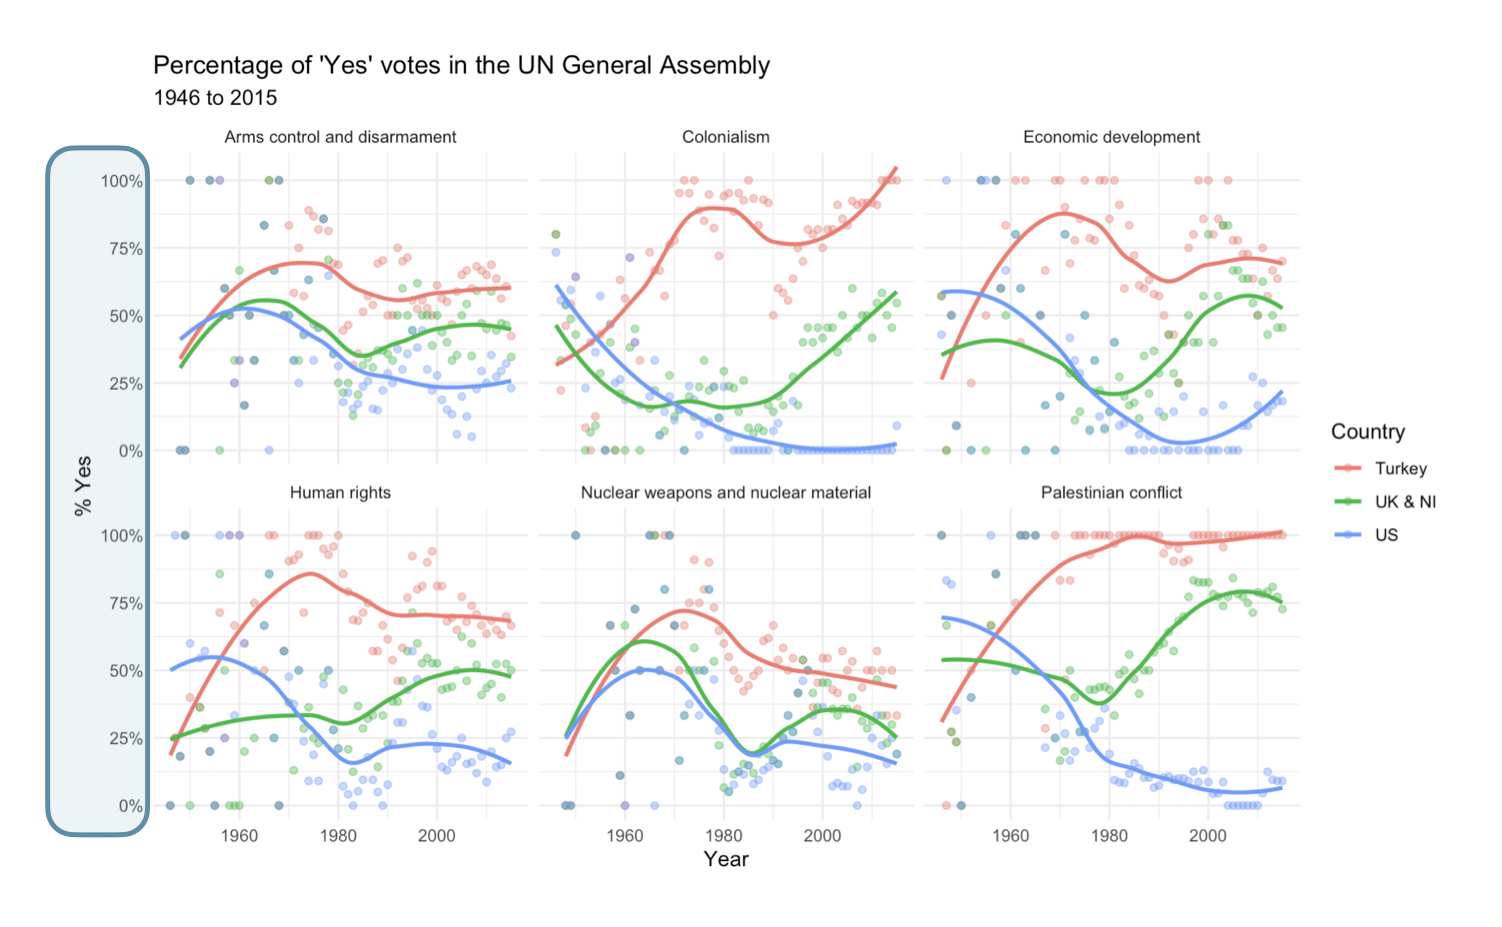 Percentage of 'Yes' votes in the UN General Assembly
1946 to 2015
Arms control and disarmament
Colonialism
Economic development
100%
75%
50%
25%
0%
% Yes
Human rights
Nuclear weapons and nuclear material
Palestinian conflict
100%
75%
50%
25%
0%
1960 1980 2000
1960 1980 2000
1960 1980 2000
Year
Country
Turkey
UK & NI
US